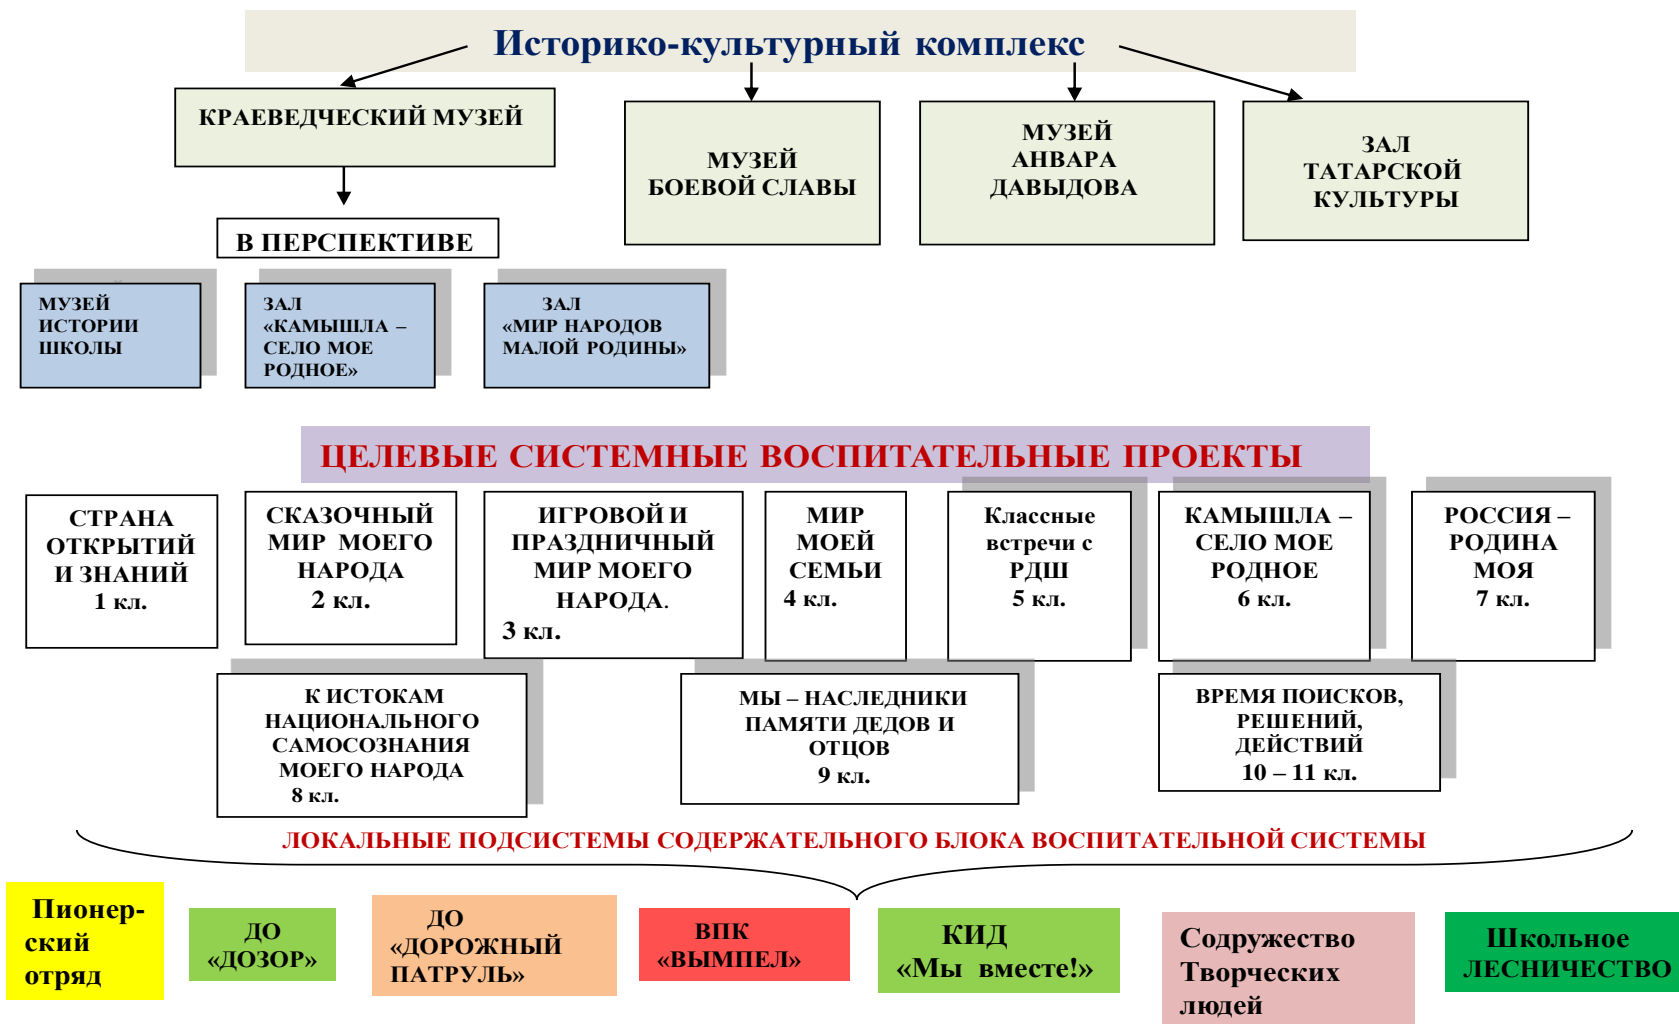 Историко-культурный комплекс
КРАЕВЕДЧЕСКИЙ МУЗЕЙ
МУЗЕЙ
БОЕВОЙ СЛАВЫ
МУЗЕЙ
АНВАРА
ДАВЫДОВА
ЗАЛ
ТАТАРСКОЙ
КУЛЬТУРЫ
В ПЕРСПЕКТИВЕ
МУЗЕЙ
ИСТОРИИ
ШКОЛЫ
ЗАЛ
«КАМЫШЛА –
СЕЛО МОЕ
РОДНОЕ»
ЗАЛ
«МИР НАРОДОВ
МАЛОЙ РОДИНЫ»
ЦЕЛЕВЫЕ СИСТЕМНЫЕ ВОСПИТАТЕЛЬНЫЕ ПРОЕКТЫ
СТРАНА
ОТКРЫТИЙ
И ЗНАНИЙ
1 кл.
СКАЗОЧНЫЙ
МИР МОЕГО
НАРОДА
2 кл.
ИГРОВОЙ И
ПРАЗДНИЧНЫЙ
МИР МОЕГО
НАРОДА.
3 кл.
МИР
МОЕЙ
СЕМЬИ
4 кл.
Классные
встречи с
РДШ
5 кл.
КАМЫШЛА –
СЕЛО МОЕ
РОДНОЕ
6 кл.
РОССИЯ –
РОДИНА
МОЯ
7 кл.
К ИСТОКАМ
НАЦИОНАЛЬНОГО
САМОСОЗНАНИЯ
МОЕГО НАРОДА
8 кл.
МЫ – НАСЛЕДНИКИ
ПАМЯТИ ДЕДОВ И
ОТЦОВ
9 кл.
ВРЕМЯ ПОИСКОВ,
РЕШЕНИЙ,
ДЕЙСТВИЙ
10 – 11 кл.
ЛОКАЛЬНЫЕ ПОДСИСТЕМЫ СОДЕРЖАТЕЛЬНОГО БЛОКА ВОСПИТАТЕЛЬНОЙ СИСТЕМЫ
Пионер-
ский
отряд
ДО
«ДОЗОР»
ДО
«ДОРОЖНЫЙ
ПАТРУЛЬ»
ВПК
«ВЫМПЕЛ»
КИД
«Мы вместе!»
Содружество
Творческих
людей
Школьное
ЛЕСНИЧЕСТВО